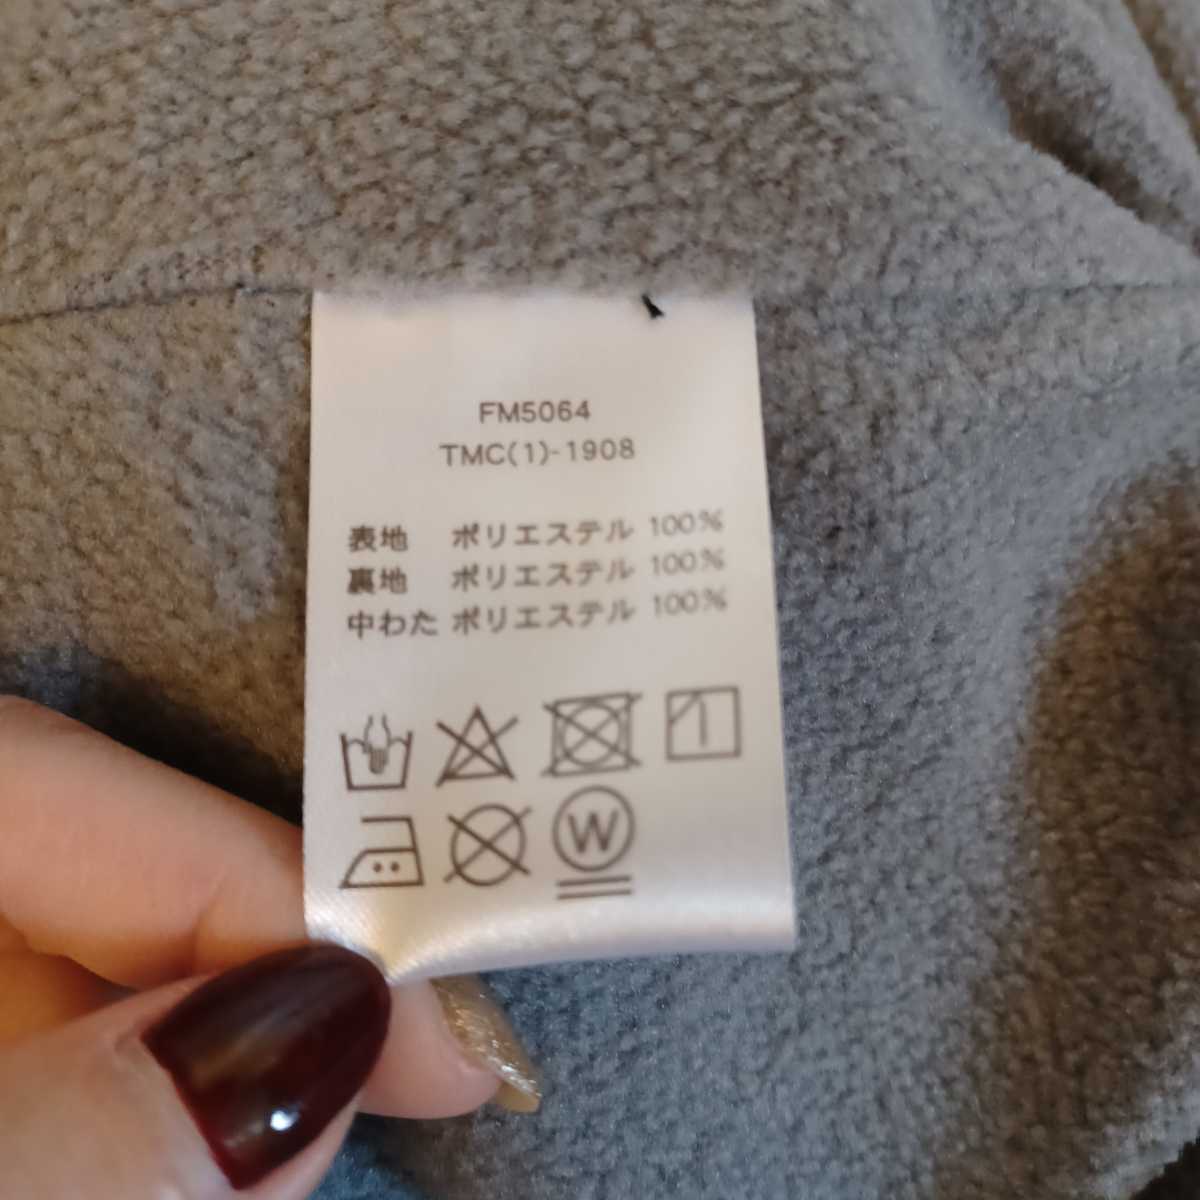 FM5064
TMC(1)-1908
表地 ポリエステル 100%
裏地 ポリエステル 100%
中わた ポリエステル 100%
W